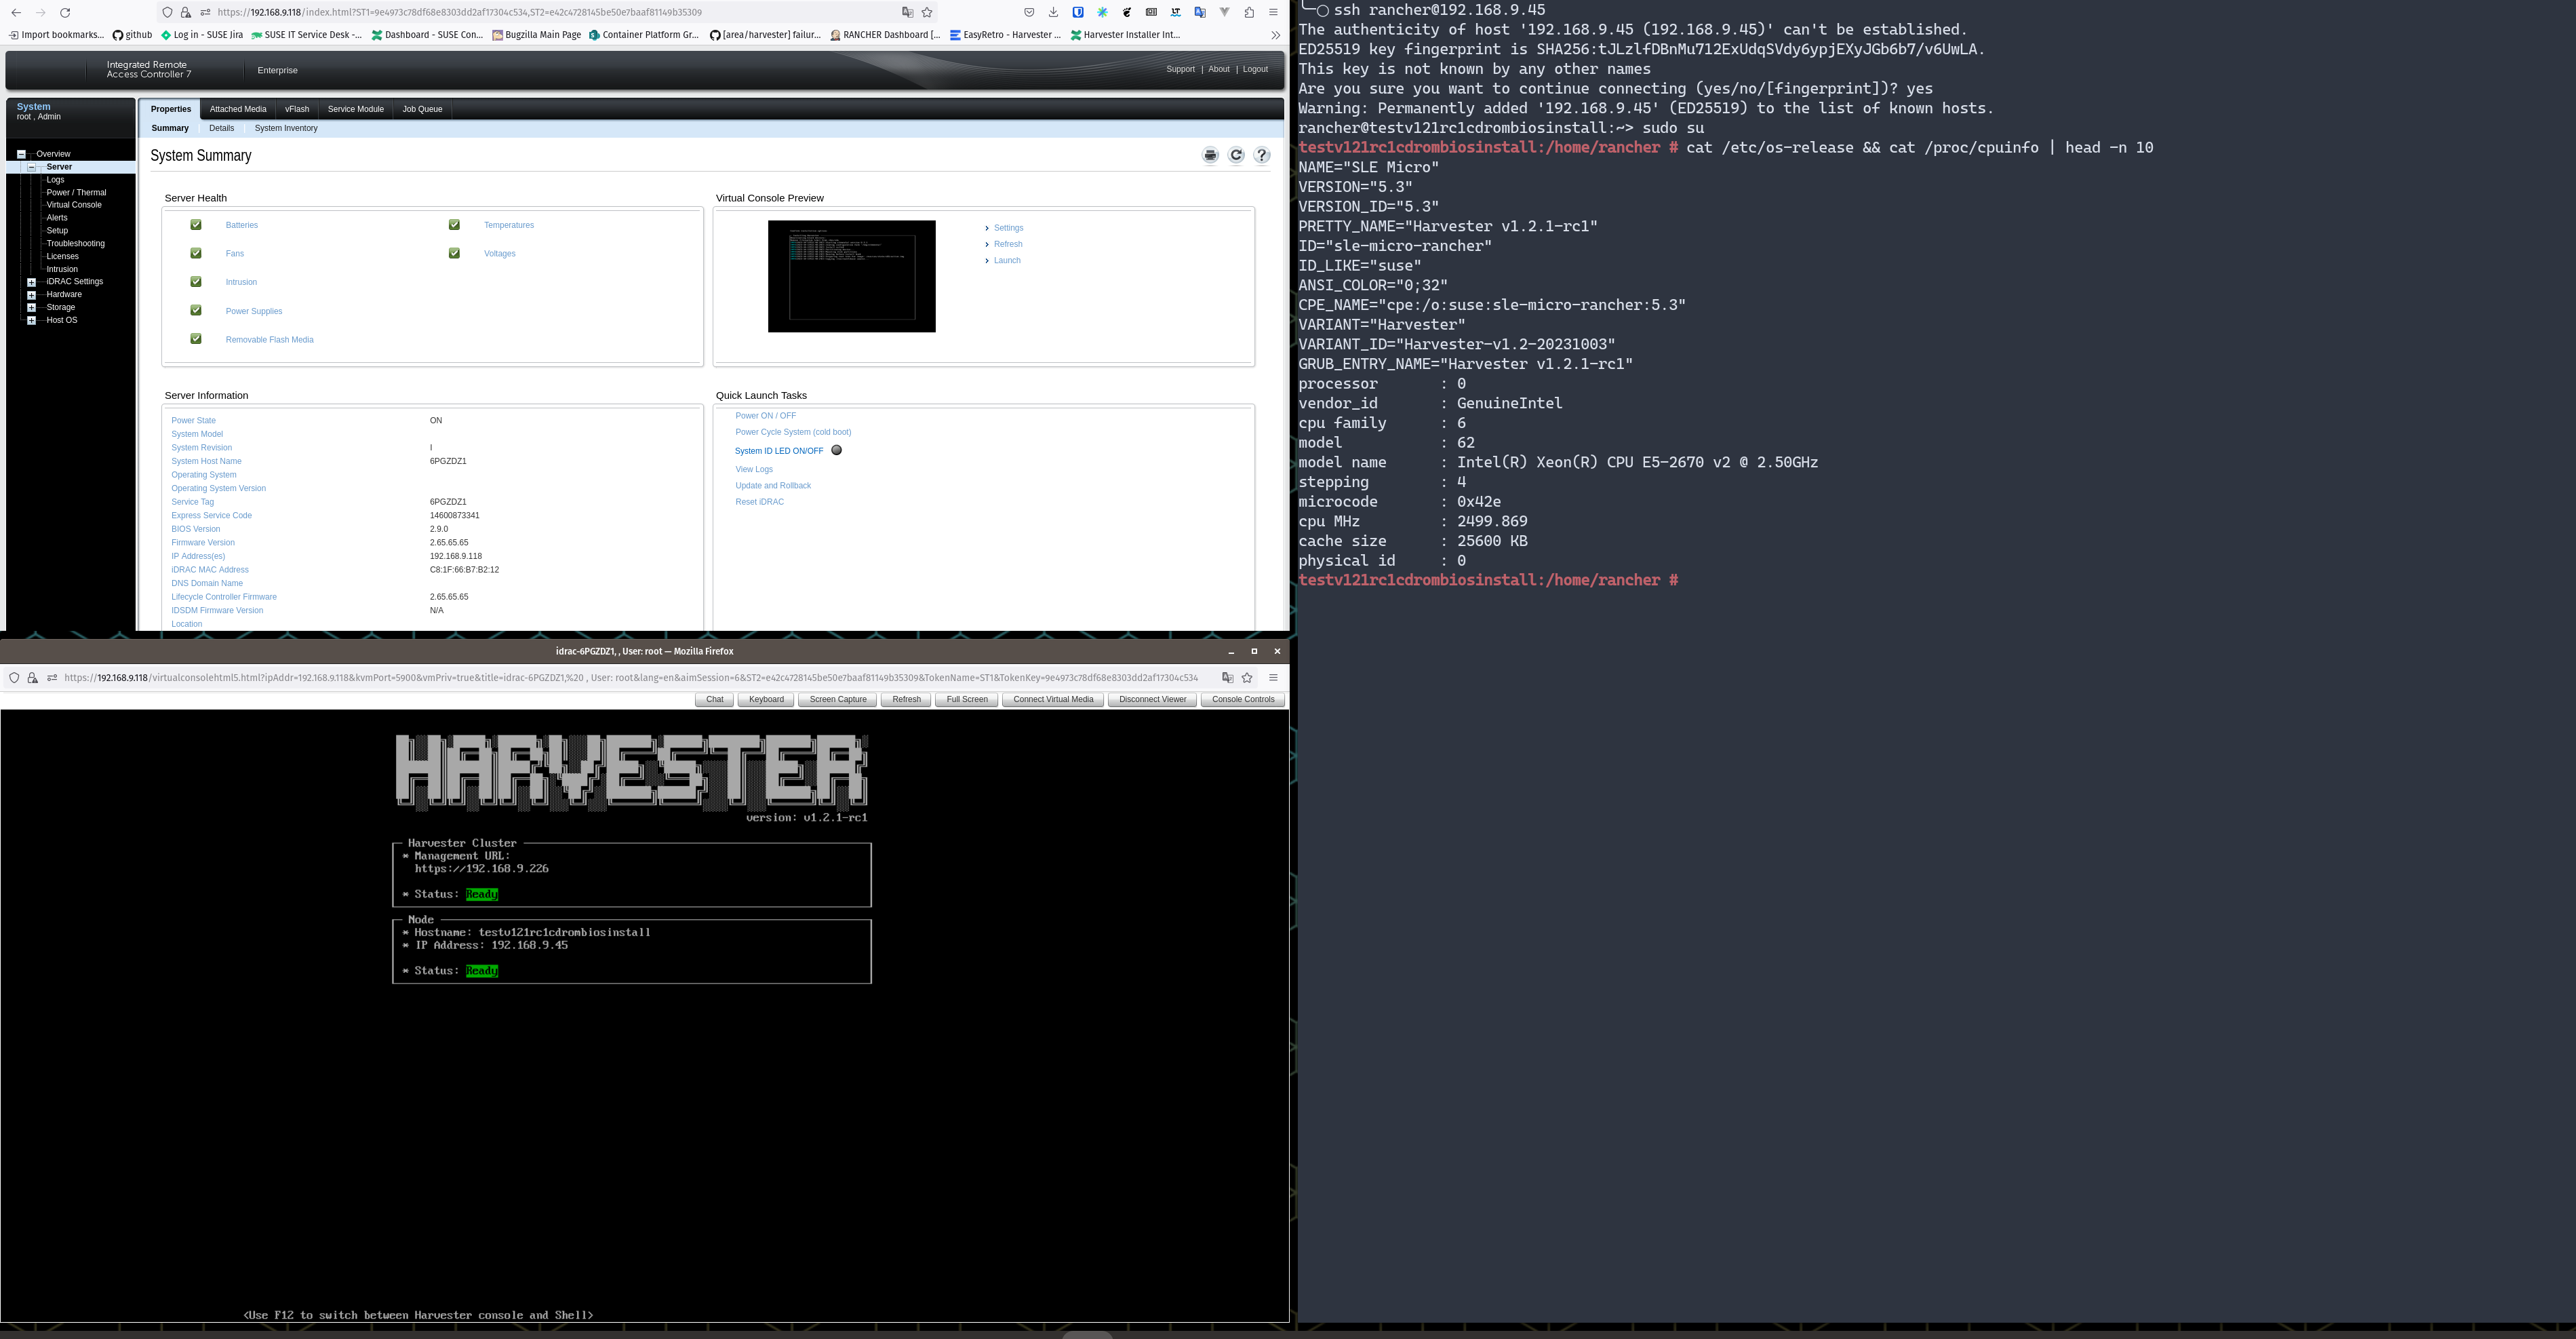 https://192.168.9.118/index.html?ST1=9e4973c78df68e8303dd2af17304c534,ST2=e42c4728145be50e7baaf81149b35309
Import bookmarks... github Log in - SUSE Jira SUSE IT Service Desk -... Dashboard - SUSE Con... Bugzilla Main Page Container Platform Gr... [area/harvester] failur... RANCHER Dashboard [... EasyRetro - Harvester ... Harvester Installer Int...
Integrated Remote
Access Controller 7
Enterprise
Support | About | Logout
System
root , Admin
Overview
Server
Logs
Power / Thermal
Virtual Console
Alerts
Setup
Troubleshooting
Licenses
Intrusion
iDRAC Settings
Hardware
Storage
Host OS
Properties Attached Media vFlash Service Module Job Queue
Summary Details System Inventory
System Summary
Server Health
Batteries Temperatures
Fans Voltages
Intrusion
Power Supplies
Removable Flash Media
Virtual Console Preview
Settings
Refresh
Launch
Server Information
Power State ON
System Model
System Revision I
System Host Name 6PGZDZ1
Operating System
Operating System Version
Service Tag 6PGZDZ1
Express Service Code 14600873341
BIOS Version 2.9.0
Firmware Version 2.65.65.65
IP Address(es) 192.168.9.118
iDRAC MAC Address C8:1F:66:B7:B2:12
DNS Domain Name
Lifecycle Controller Firmware 2.65.65.65
IDSDM Firmware Version N/A
Location
Quick Launch Tasks
Power ON / OFF
Power Cycle System (cold boot)
System ID LED ON/OFF
View Logs
Update and Rollback
Reset iDRAC
idrac-6PGZDZ1, , User: root — Mozilla Firefox
https://192.168.9.118/virtualconsolehtml5.html?ipAddr=192.168.9.118&kvmPort=5900&vmPriv=true&title=idrac-6PGZDZ1,%20 , User: root&lang=en&aimSession=6&ST2=e42c4728145be50e7baaf81149b35309&TokenName=ST1&TokenKey=9e4973c78df68e8303dd2af17304c534
Chat Keyboard Screen Capture Refresh Full Screen Connect Virtual Media Disconnect Viewer Console Controls
HARVESTER
version: v1.2.1-rc1
Harvester Cluster
* Management URL:
https://192.168.9.226
* Status: Ready
Node
* Hostname: testv121rc1cdrombiosinstall
* IP Address: 192.168.9.45
* Status: Ready
<Use F12 to switch between Harvester console and Shell>
ssh rancher@192.168.9.45
The authenticity of host '192.168.9.45 (192.168.9.45)' can't be established.
ED25519 key fingerprint is SHA256:tJLzlfDBnMu712ExUdqSVdy6ypjEXyJGb6b7/v6UwLA.
This key is not known by any other names
Are you sure you want to continue connecting (yes/no/[fingerprint])? yes
Warning: Permanently added '192.168.9.45' (ED25519) to the list of known hosts.
rancher@testv121rc1cdrombiosinstall:~> sudo su
testv121rc1cdrombiosinstall:/home/rancher # cat /etc/os-release && cat /proc/cpuinfo | head -n 10
NAME="SLE Micro"
VERSION="5.3"
VERSION_ID="5.3"
PRETTY_NAME="Harvester v1.2.1-rc1"
ID="sle-micro-rancher"
ID_LIKE="suse"
ANSI_COLOR="0;32"
CPE_NAME="cpe:/o:suse:sle-micro-rancher:5.3"
VARIANT="Harvester"
VARIANT_ID="Harvester-v1.2-20231003"
GRUB_ENTRY_NAME="Harvester v1.2.1-rc1"
processor : 0
vendor_id : GenuineIntel
cpu family : 6
model : 62
model name : Intel(R) Xeon(R) CPU E5-2670 v2 @ 2.50GHz
stepping : 4
microcode : 0x42e
cpu MHz : 2499.869
cache size : 25600 KB
physical id : 0
testv121rc1cdrombiosinstall:/home/rancher #